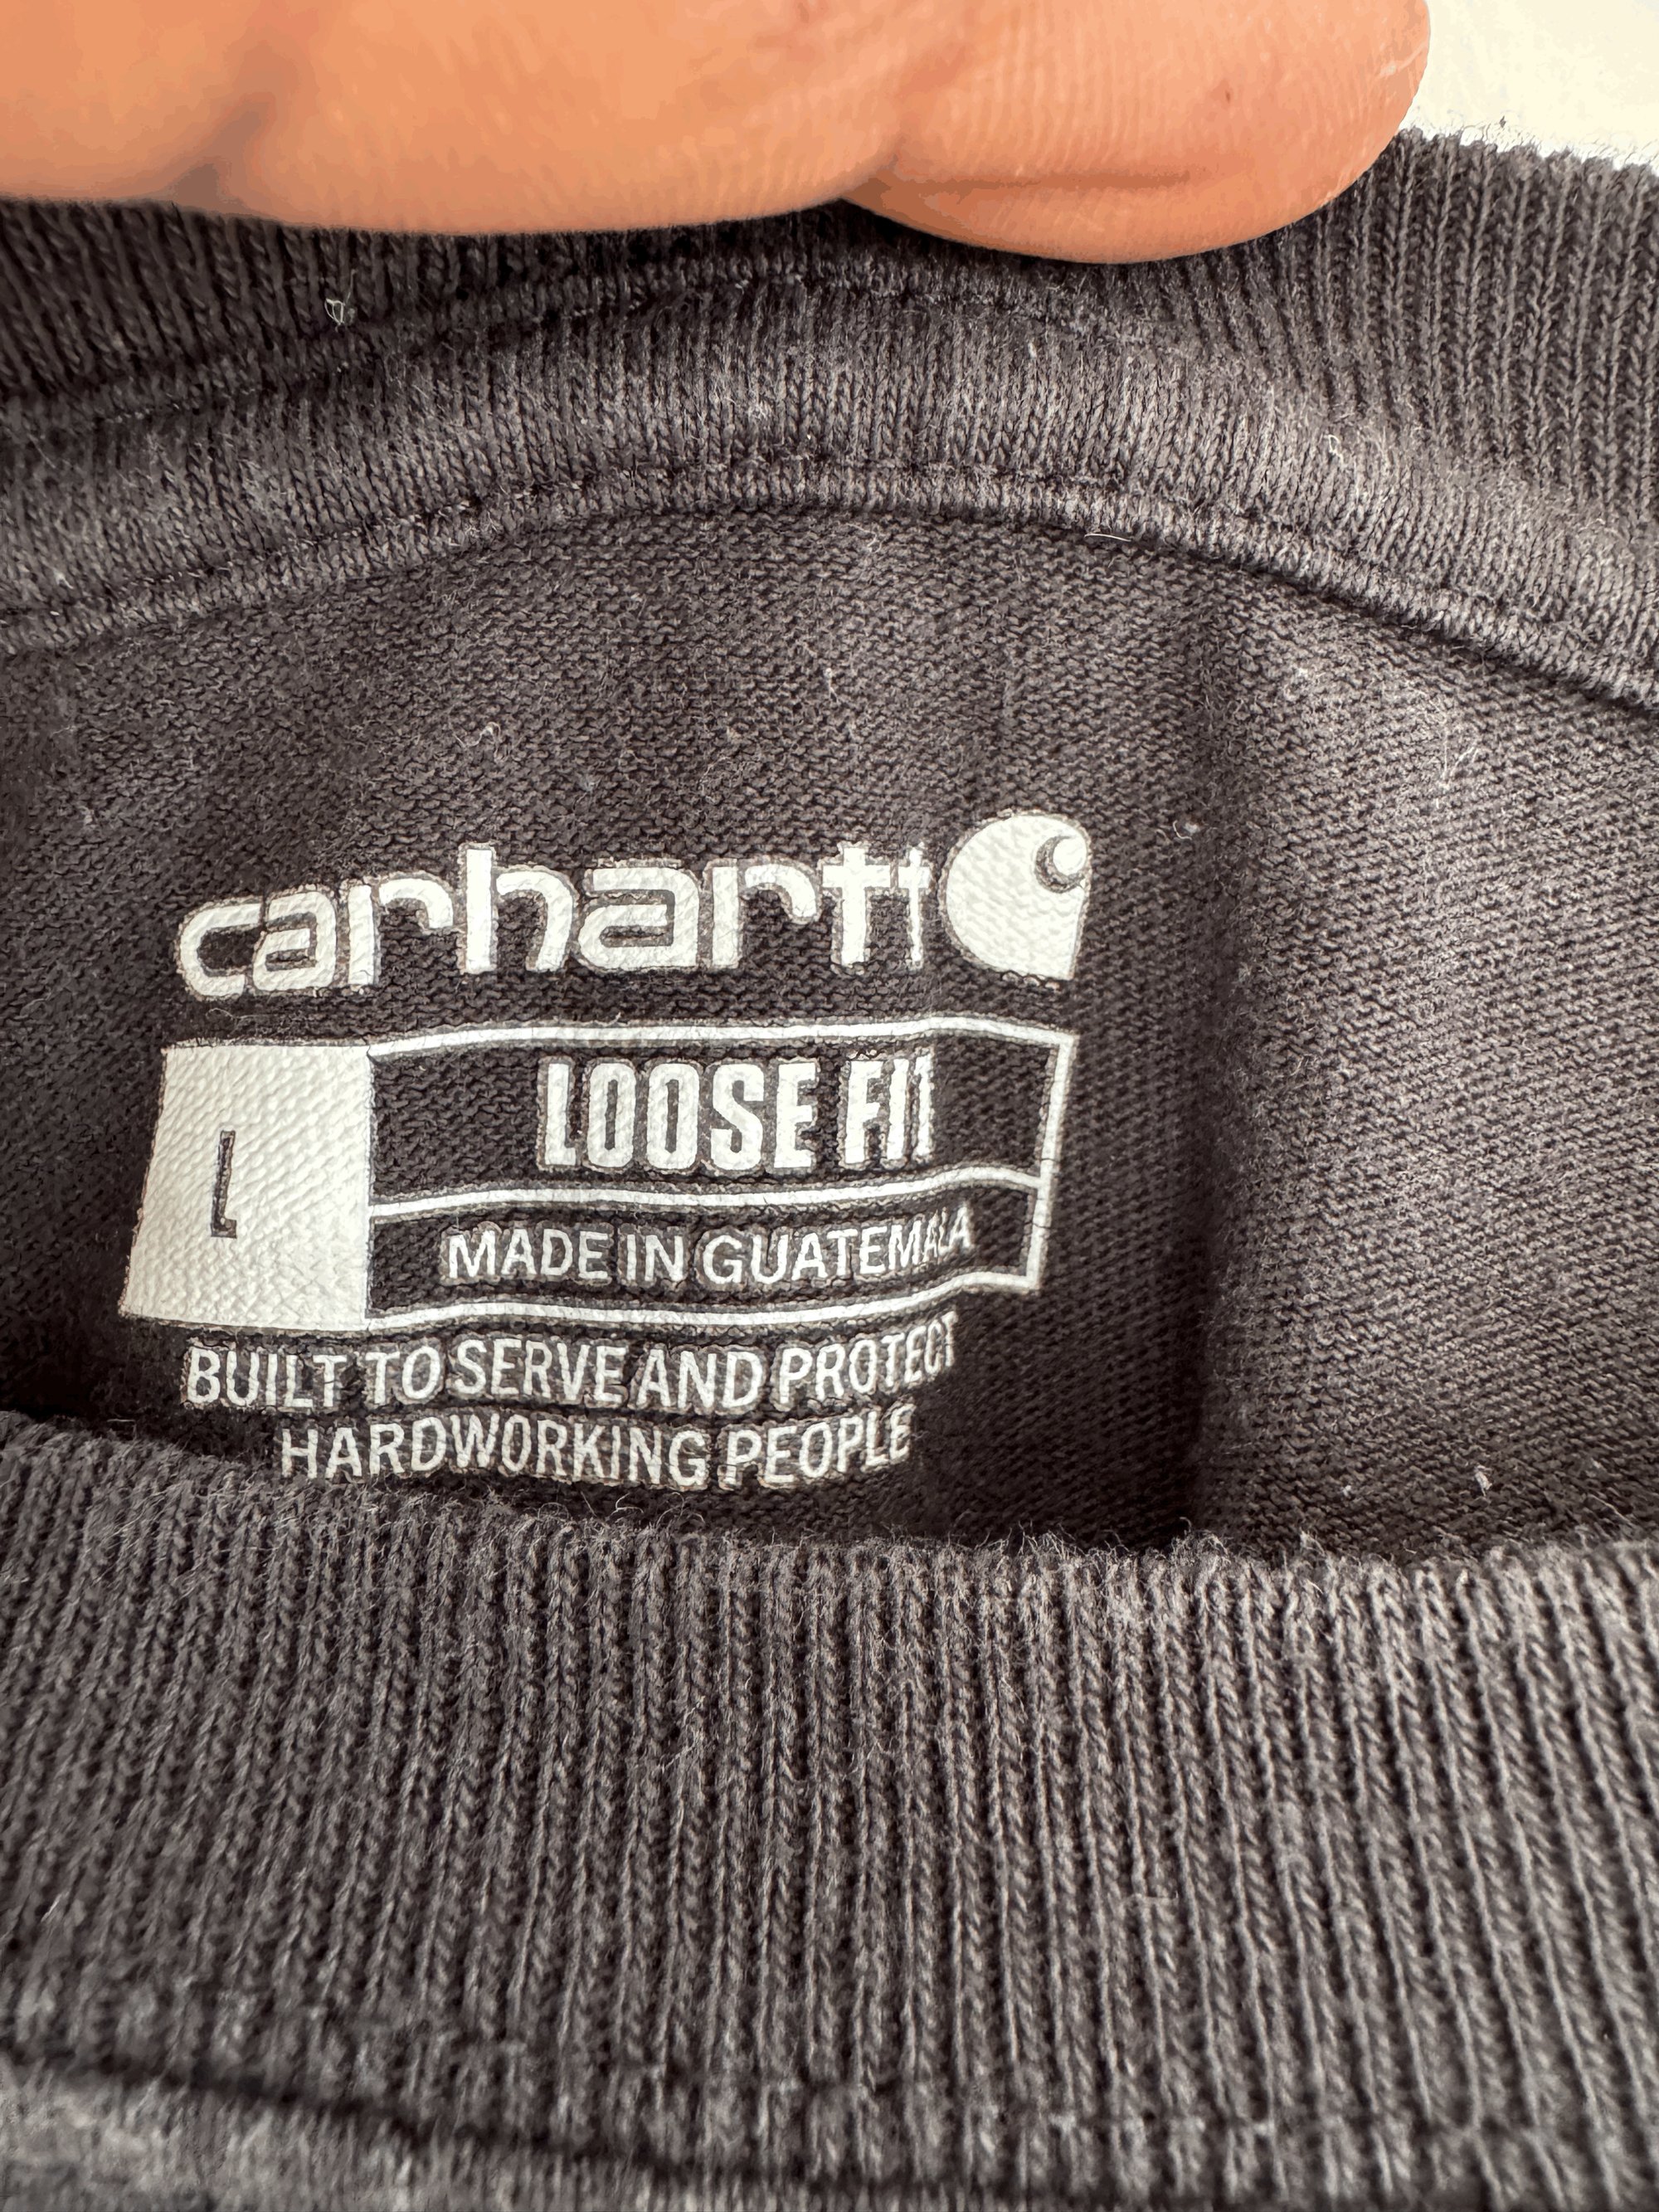 carhartt
L
LOOSE FIT
MADE IN GUATEMALA
BUILT TO SERVE AND PROTECT
HARDWORKING PEOPLE